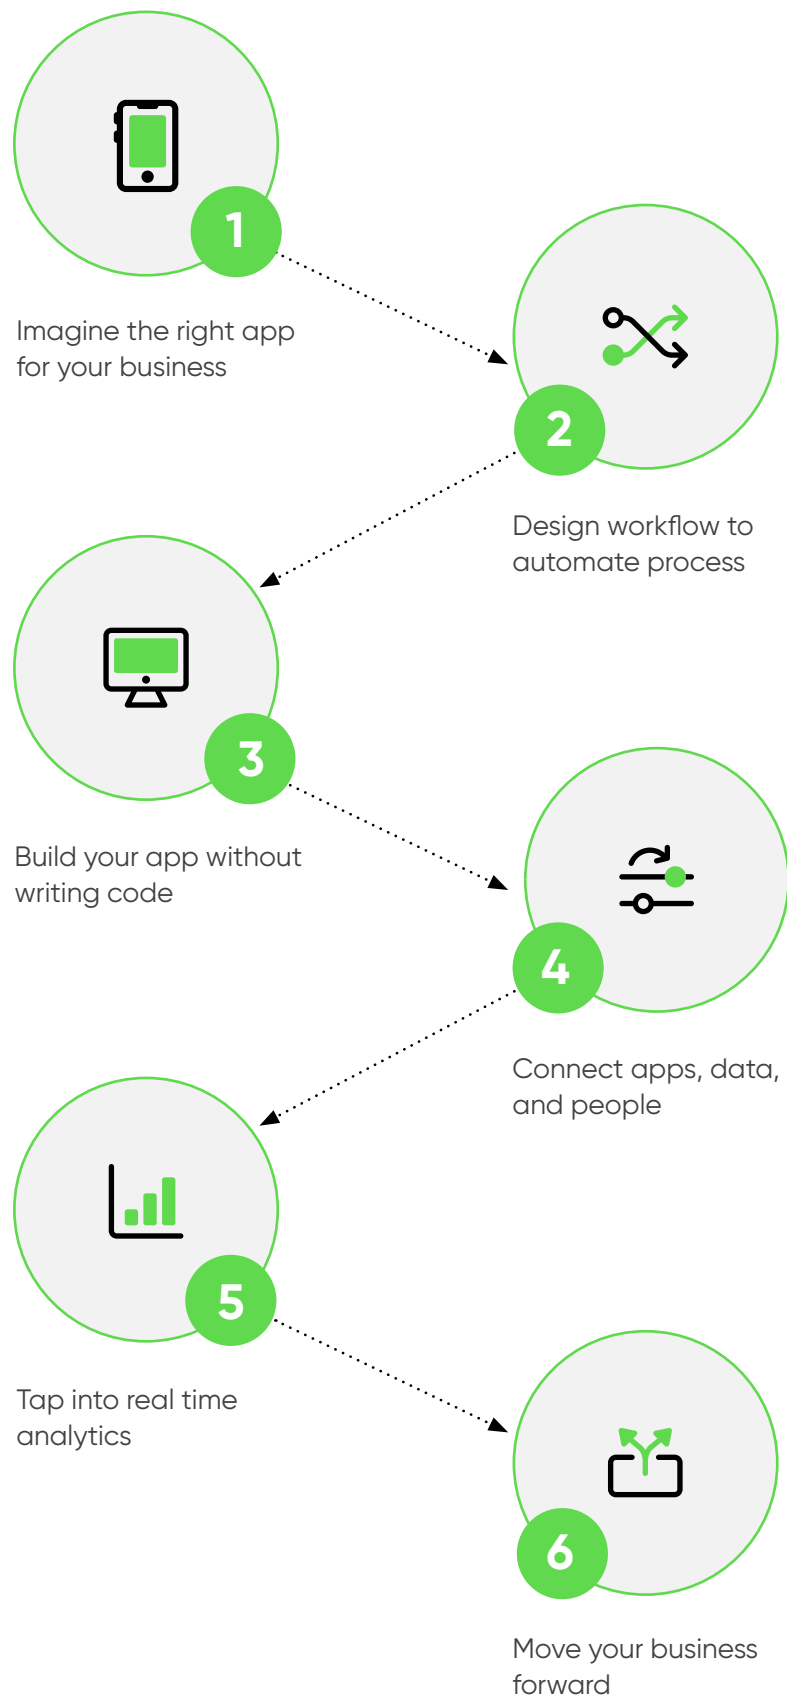 1
Imagine the right app
for your business
2
Design workflow to
automate process
3
Build your app without
writing code
4
Connect apps, data,
and people
5
Tap into real time
analytics
6
Move your business
forward